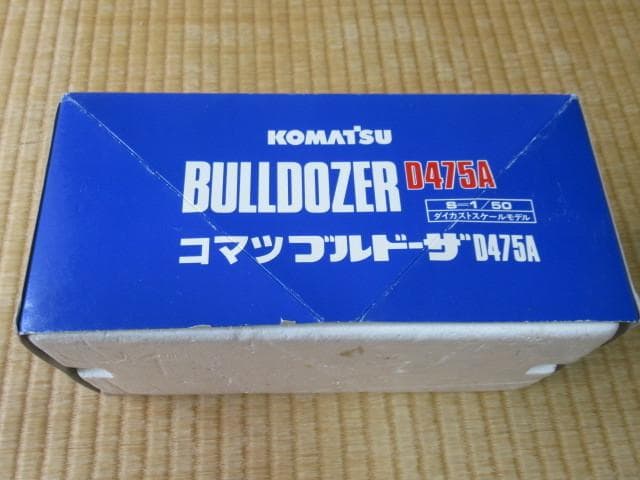 KOMATSU
BULLDOZER D475A
S=1/50
ダイカストスケールモデル
コマツブルドーザD475A